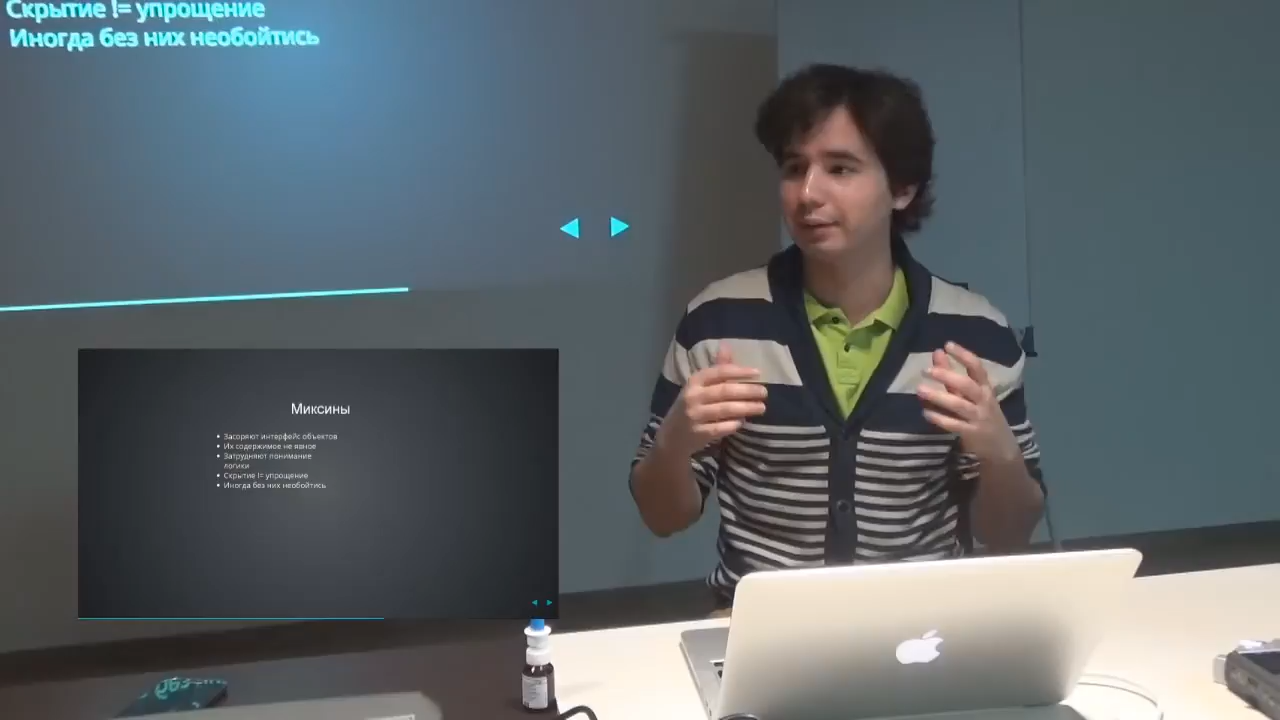 Скрытие != упрощение
Иногда без них необойтись
Миксины
Засоряют интерфейс объектов
Их содержимое не явное
Затрудняют понимание
логики
Скрытие != упрощение
Иногда без них необойтись